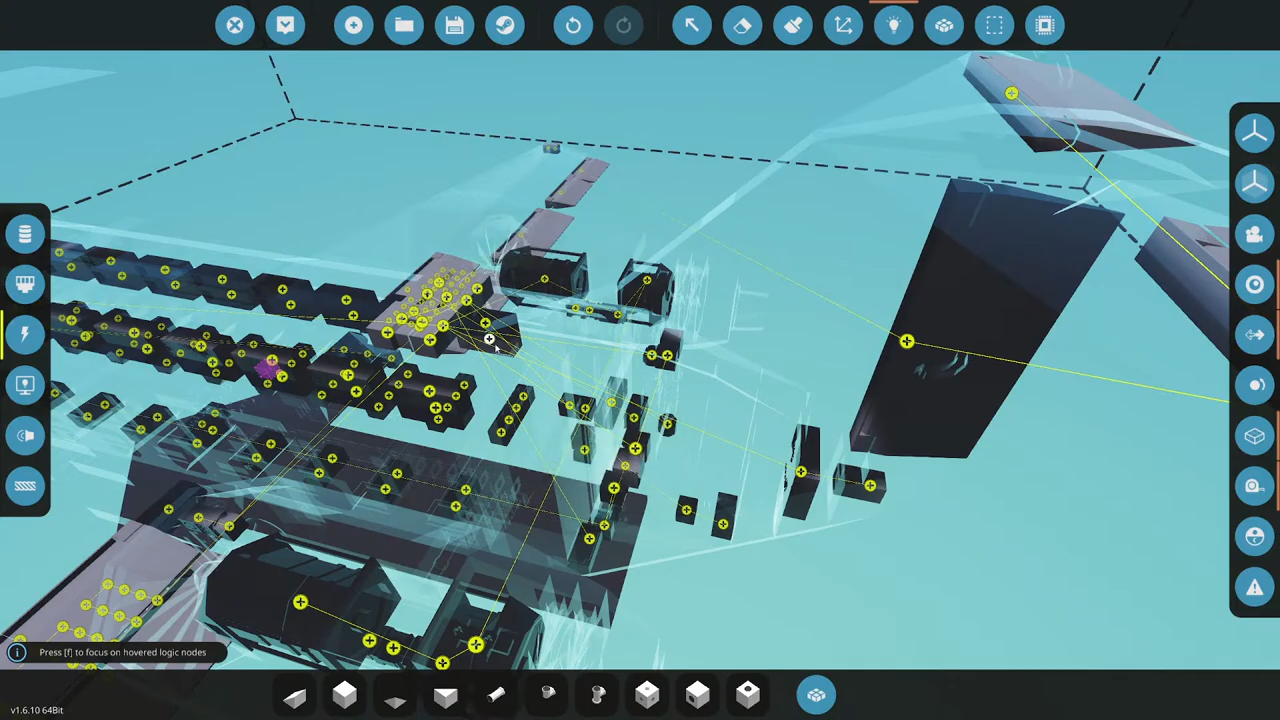 Press [f] to focus on hovered logic nodes
v1.6.10 64Bit